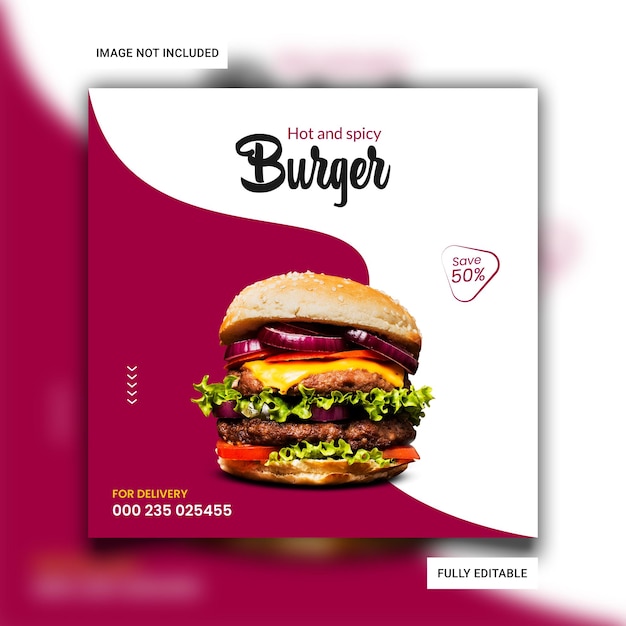 IMAGE NOT INCLUDED
Hot and spicy
Burger
Save
50%
FOR DELIVERY
000 235 025455
FULLY EDITABLE